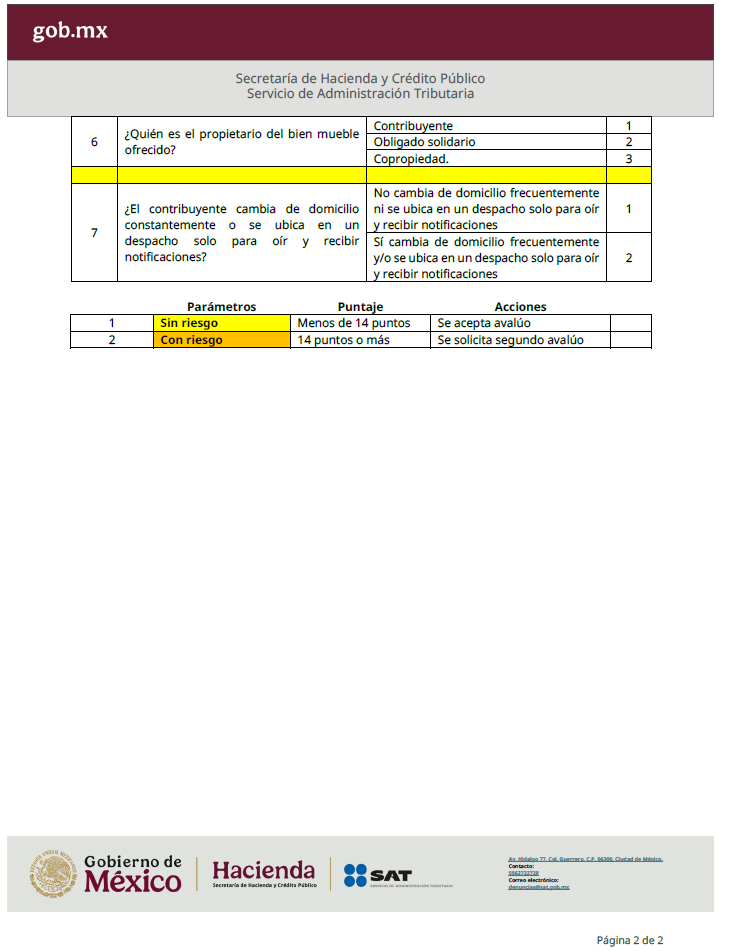 gob.mx
Secretaría de Hacienda y Crédito Público
Servicio de Administración Tributaria
6
¿Quién es el propietario del bien mueble
ofrecido?
Contribuyente 1
Obligado solidario 2
Copropiedad. 3
7
¿El contribuyente cambia de domicilio
constantemente o se ubica en un
despacho solo para oír y recibir
notificaciones?
No cambia de domicilio frecuentemente
ni se ubica en un despacho solo para oír
y recibir notificaciones
1
Sí cambia de domicilio frecuentemente
y/o se ubica en un despacho solo para oír
y recibir notificaciones
2
Parámetros Puntaje Acciones
1 Sin riesgo Menos de 14 puntos Se acepta avalúo
2 Con riesgo 14 puntos o más Se solicita segundo avalúo
Gobierno de
México
Hacienda
Secretaría de Hacienda y Crédito Público
SAT
SERVICIO DE ADMINISTRACIÓN TRIBUTARIA
Av. Hidalgo 77, Col. Guerrero, C.P. 06300, Ciudad de México.
Contacto:
5562722728
Correo electrónico:
denuncias@sat.gob.mx
Página 2 de 2